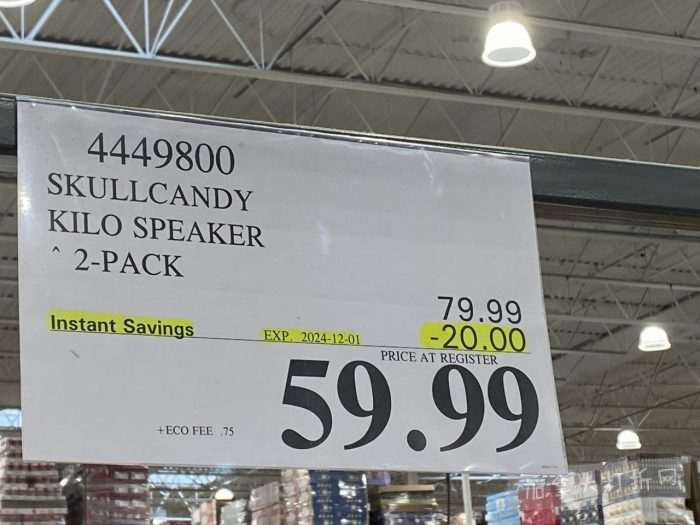 4449800
SKULLCANDY
KILO SPEAKER
^ 2-PACK
79.99
Instant Savings EXP. 2024-12-01 -20.00
PRICE AT REGISTER
59.99
+ECO FEE .75